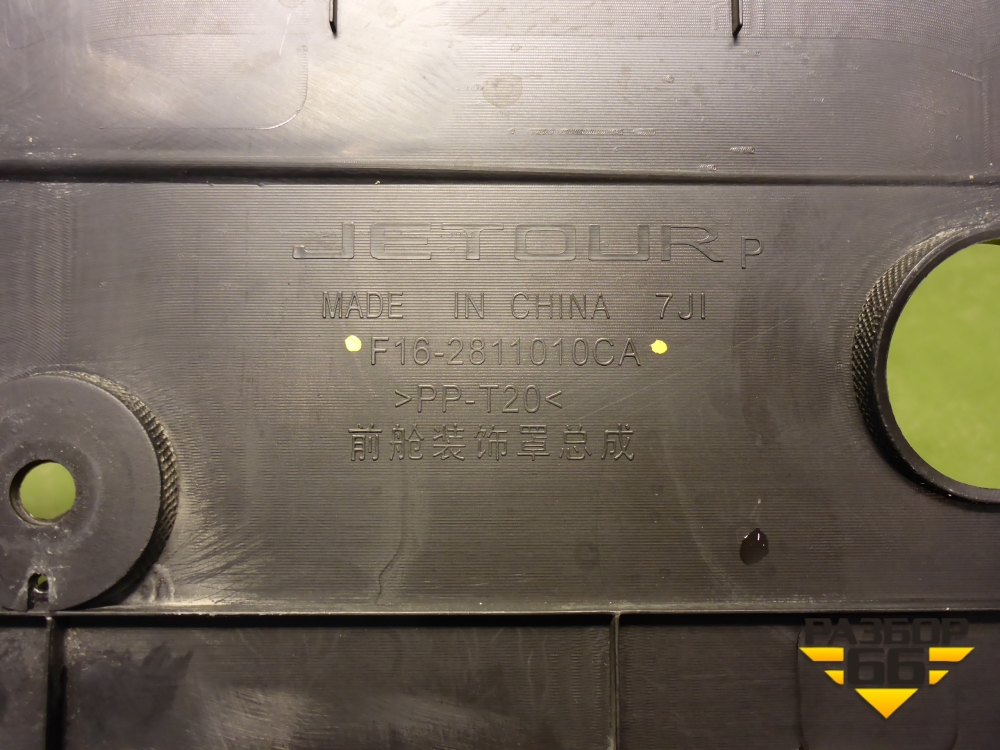 JETOUR P
MADE IN CHINA 7JI
F16-2811010CA
>PP-T20<
前舱装饰罩总成
РАЗБОР
66